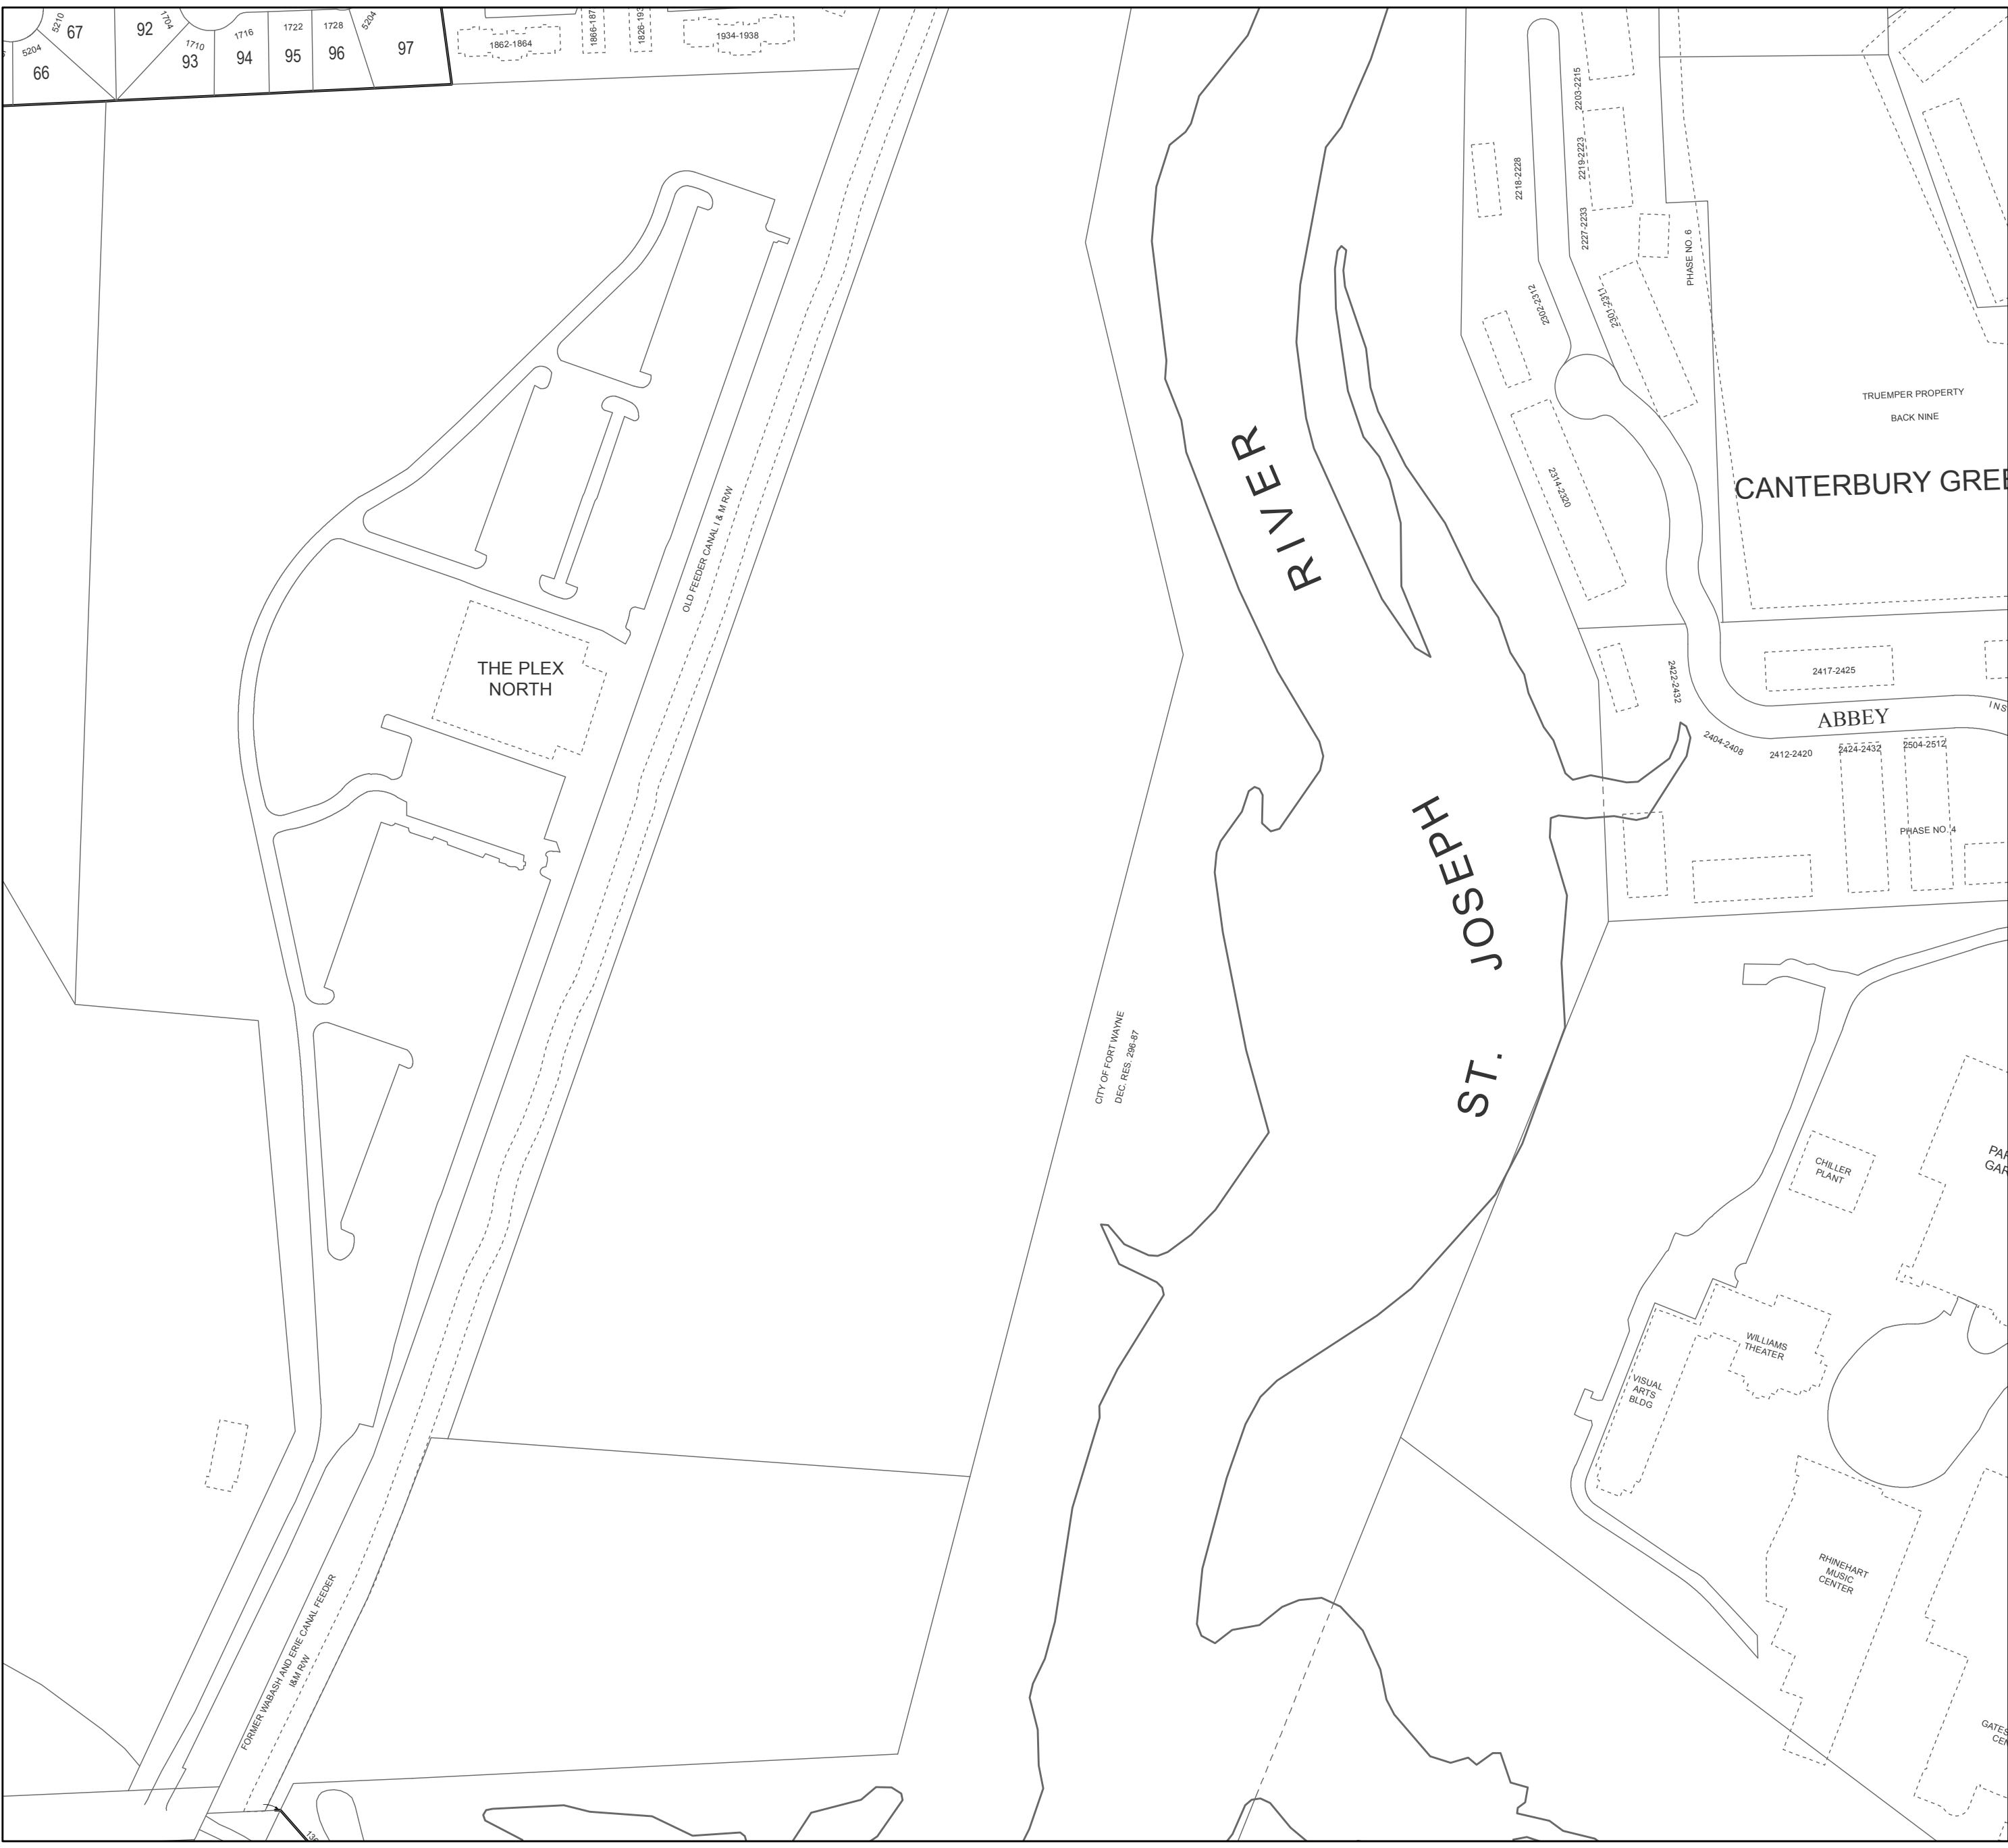 5210
67
5204
66
92
1704
1710
93
1716
94
1722
95
1728
96
5204
97
1862-1864
1934-1938
2203-2215
2219-2223
2218-2228
2227-2233
PHASE NO. 6
2302-2312
2301-2311
TRUEMPER PROPERTY
BACK NINE
2314-2320
RIVER
OLD FEEDER CANAL I & M R/W
THE PLEX
NORTH
2422-2432
2417-2425
ABBEY
2404-2408
2412-2420
2424-2432
2504-2512
PHASE NO. 4
ST. JOSEPH
CITY OF FORT WAYNE
DEC. RES. 296-87
CHILLER
PLANT
WILLIAMS
THEATER
VISUAL
ARTS
BLDG
RHINEHART
MUSIC
CENTER
FORMER WABASH AND ERIE CANAL FEEDER
I&M R/W
CANTERBURY